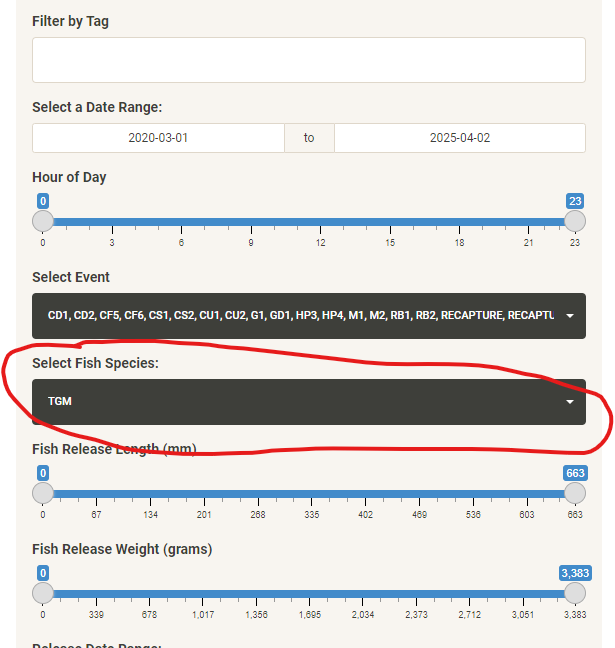 Filter by Tag
Select a Date Range:
2020-03-01 to 2025-04-02
Hour of Day
0 23
0 3 6 9 12 15 18 21 23
Select Event
CD1, CD2, CF5, CF6, CS1, CS2, CU1, CU2, G1, GD1, HP3, HP4, M1, M2, RB1, RB2, RECAPTURE, RECAPTU
Select Fish Species:
TGM
Fish Release Length (mm)
0 663
0 67 134 201 268 335 402 469 536 603 663
Fish Release Weight (grams)
0 3,383
0 339 678 1,017 1,356 1,695 2,034 2,373 2,712 3,051 3,383
Release Date Range: